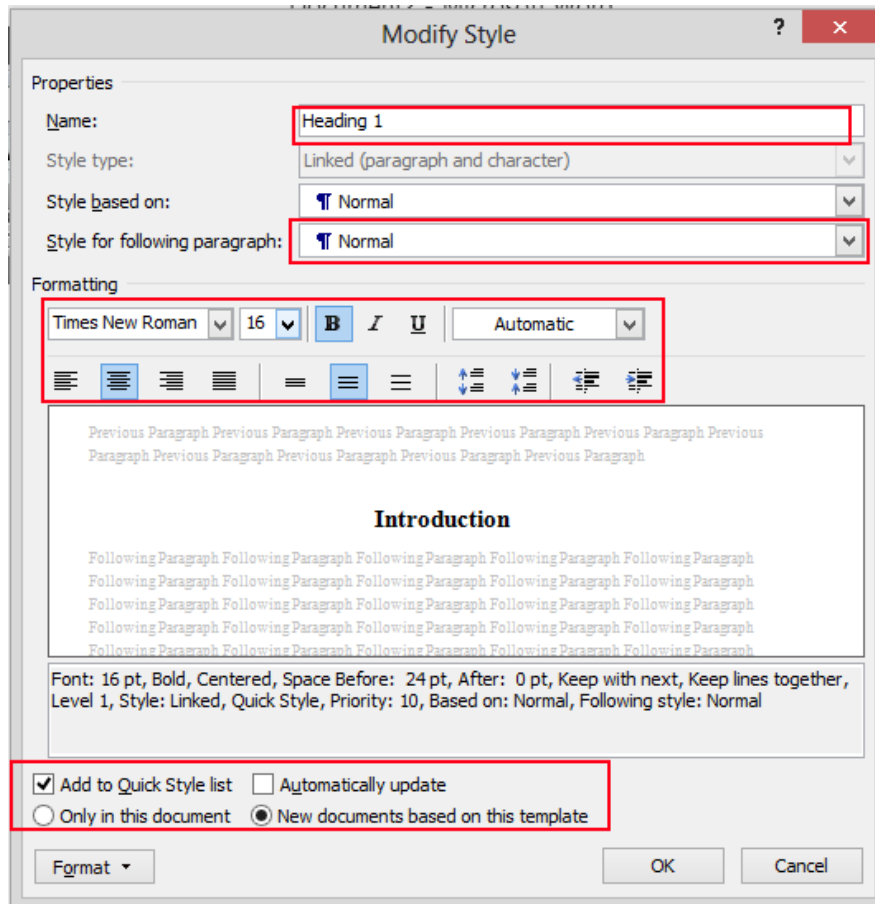 Document2 - Microsoft Word
Modify Style
?
Properties
Name:
Heading 1
Style type:
Linked (paragraph and character)
Style based on:
¶ Normal
Style for following paragraph:
¶ Normal
Formatting
Times New Roman 16 B I U Automatic
Previous Paragraph Previous Paragraph Previous Paragraph Previous Paragraph Previous Paragraph Previous
Paragraph Previous Paragraph Previous Paragraph Previous Paragraph Previous Paragraph
Introduction
Following Paragraph Following Paragraph Following Paragraph Following Paragraph Following Paragraph
Following Paragraph Following Paragraph Following Paragraph Following Paragraph Following Paragraph
Following Paragraph Following Paragraph Following Paragraph Following Paragraph Following Paragraph
Following Paragraph Following Paragraph Following Paragraph Following Paragraph Following Paragraph
Following Paragraph Following Paragraph Following Paragraph Following Paragraph Following Paragraph
Font: 16 pt, Bold, Centered, Space Before: 24 pt, After: 0 pt, Keep with next, Keep lines together,
Level 1, Style: Linked, Quick Style, Priority: 10, Based on: Normal, Following style: Normal
Add to Quick Style list Automatically update
Only in this document New documents based on this template
Format OK Cancel